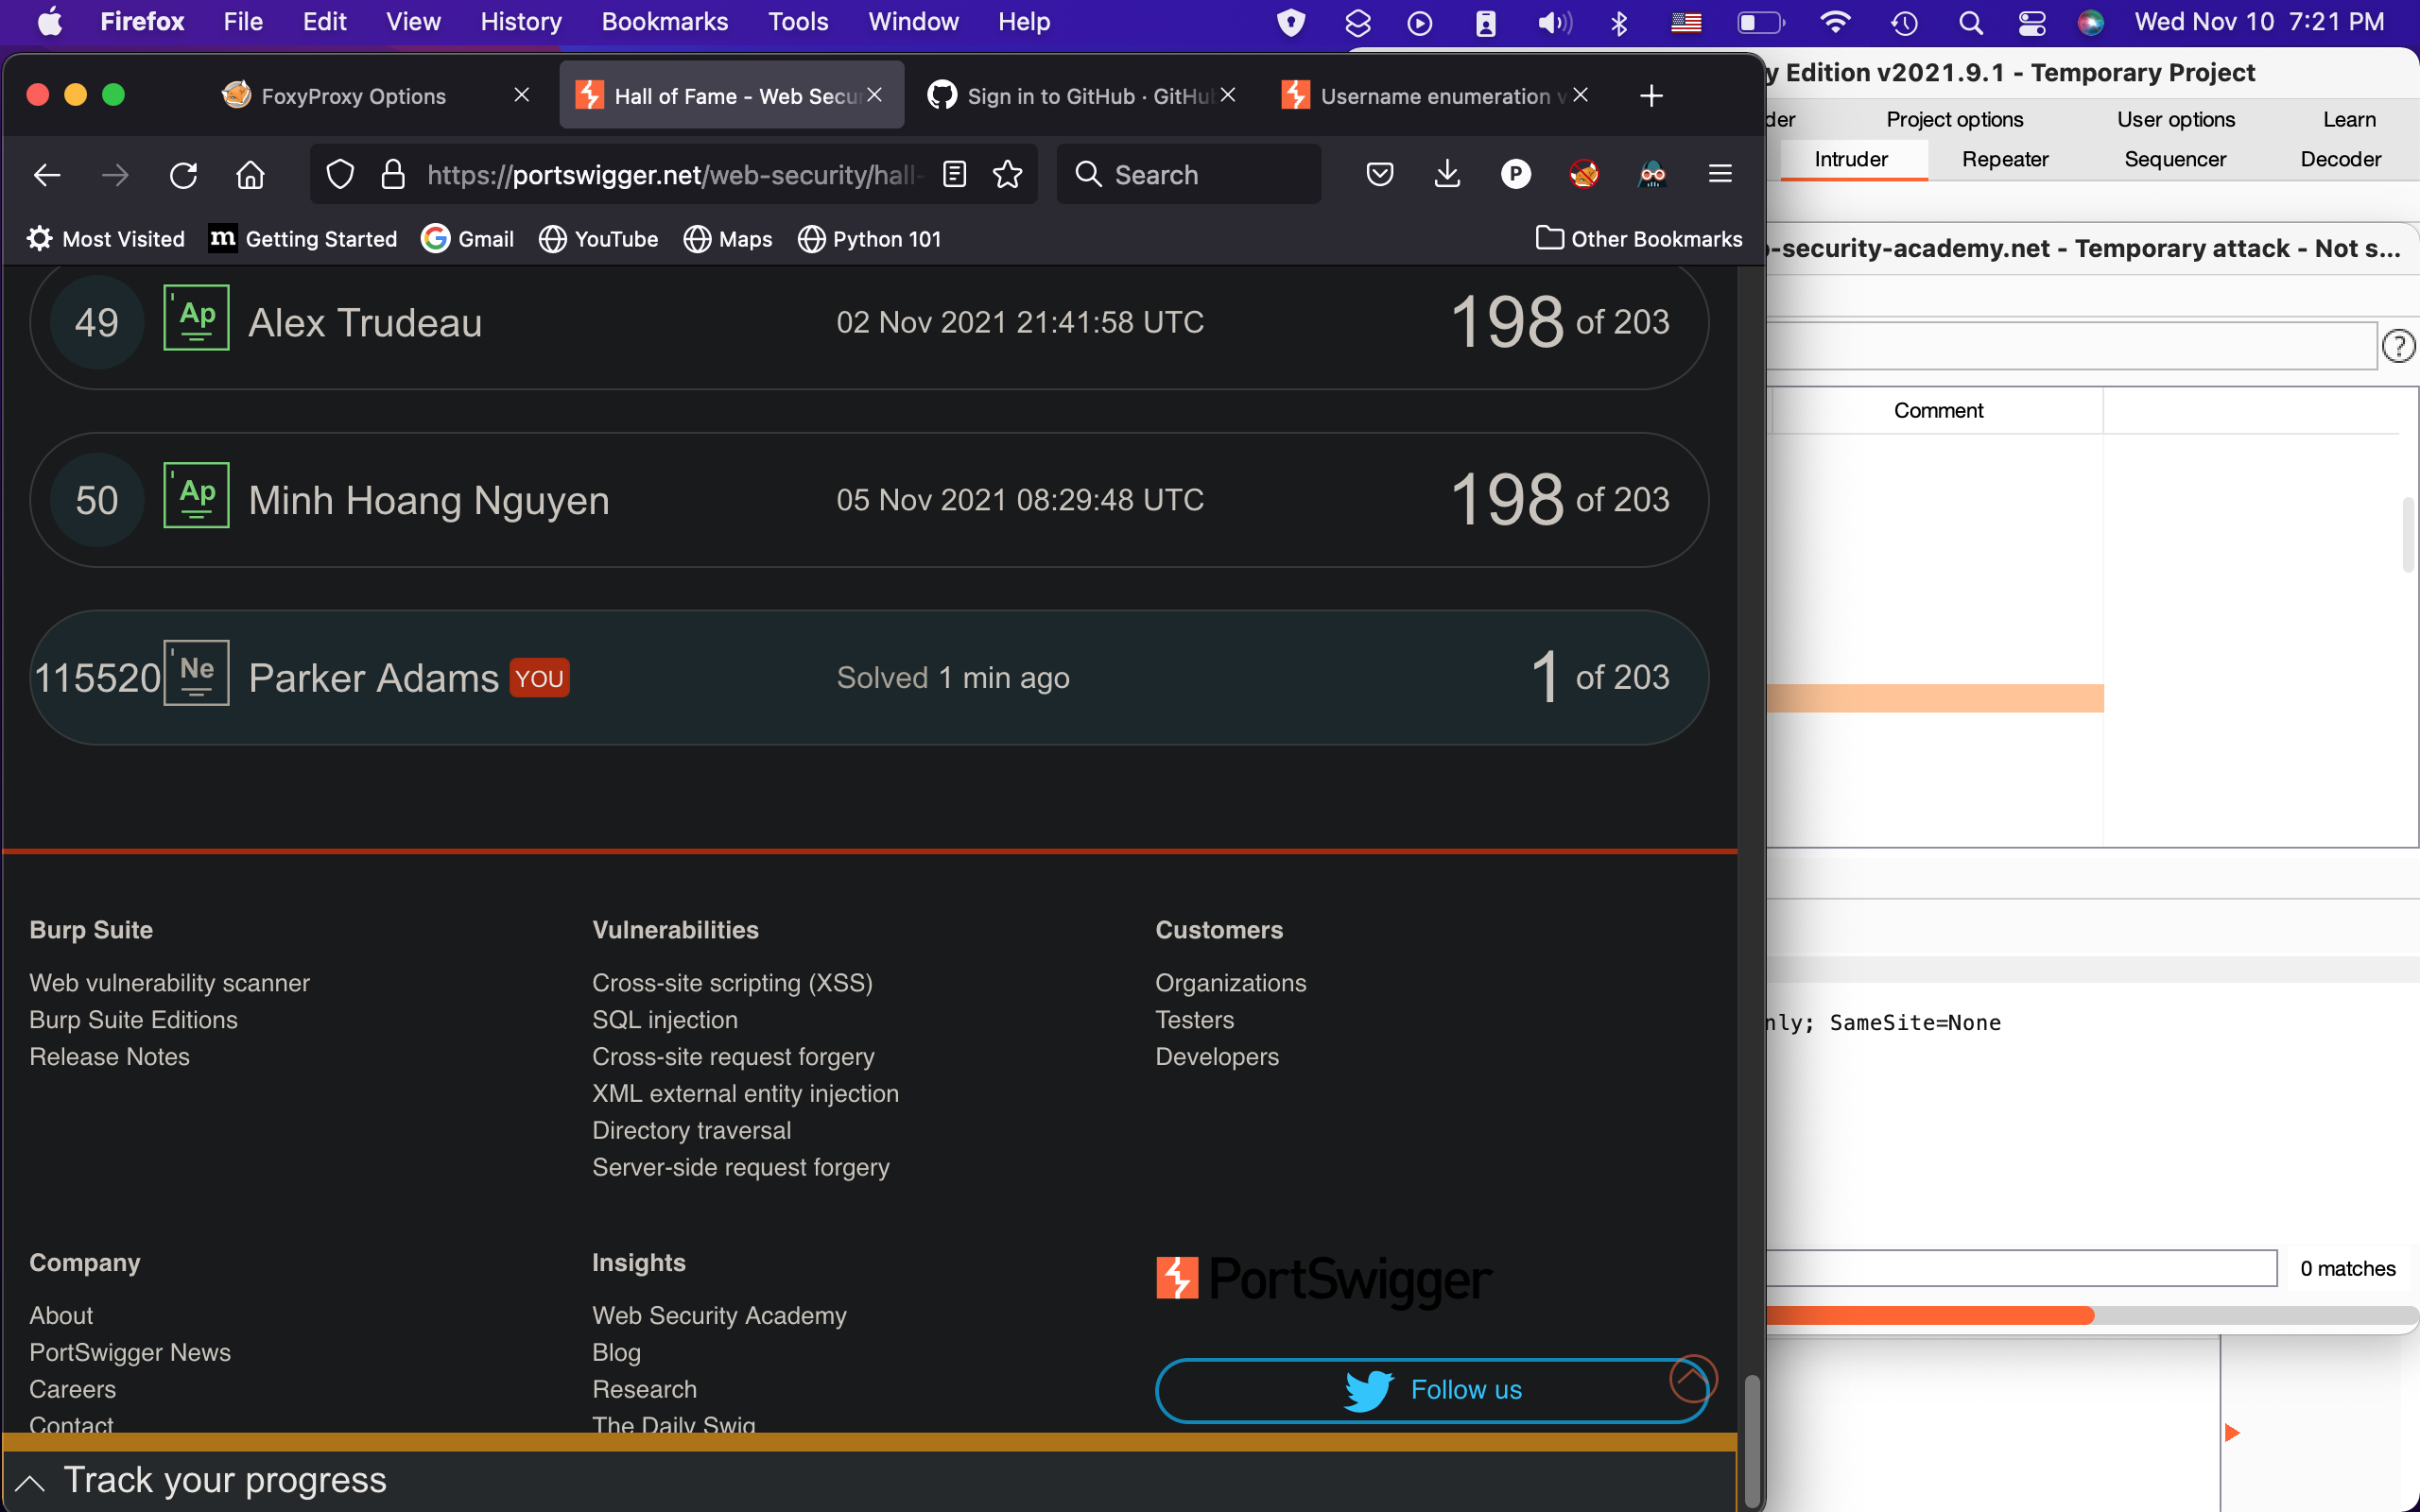 Firefox File Edit View History Bookmarks Tools Window Help Wed Nov 10 7:21 PM
FoxyProxy Options Hall of Fame - Web Secur Sign in to GitHub · GitHub Username enumeration v
y Edition v2021.9.1 - Temporary Project
der Project options User options Learn
Intruder Repeater Sequencer Decoder
https://portswigger.net/web-security/hall- Search P
Most Visited m Getting Started G Gmail YouTube Maps Python 101 Other Bookmarks
-security-academy.net - Temporary attack - Not s...
?
Comment
49 Ap Alex Trudeau 02 Nov 2021 21:41:58 UTC 198 of 203
50 Ap Minh Hoang Nguyen 05 Nov 2021 08:29:48 UTC 198 of 203
115520 Ne Parker Adams YOU Solved 1 min ago 1 of 203
nly; SameSite=None
0 matches
Burp Suite
Web vulnerability scanner
Burp Suite Editions
Release Notes
Vulnerabilities
Cross-site scripting (XSS)
SQL injection
Cross-site request forgery
XML external entity injection
Directory traversal
Server-side request forgery
Customers
Organizations
Testers
Developers
Company
About
PortSwigger News
Careers
Contact
Insights
Web Security Academy
Blog
Research
The Daily Swig
PortSwigger
Follow us
Track your progress